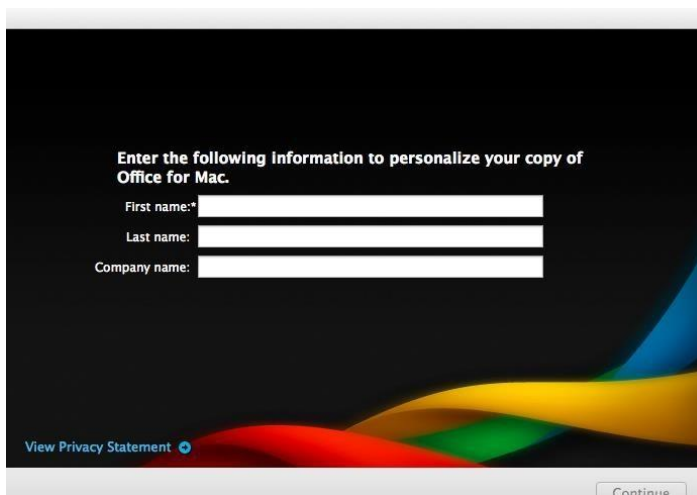 Enter the following information to personalize your copy of
Office for Mac.
First name:*
Last name:
Company name:
View Privacy Statement
Continue